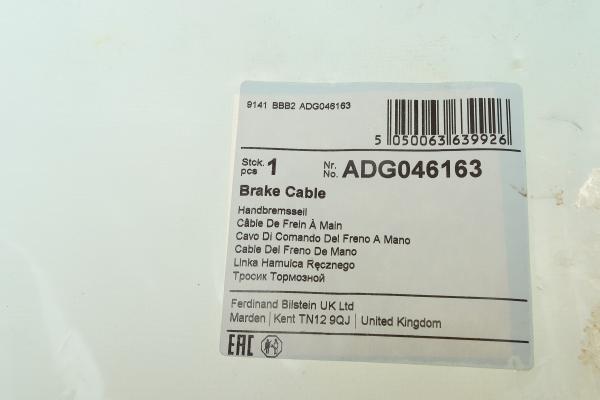 9141 BBB2 ADG046163
5 050063 639926
Stck. pcs 1 Nr. No. ADG046163
Brake Cable
Handbremsseil
Câble De Frein À Main
Cavo Di Comando Del Freno A Mano
Cable Del Freno De Mano
Linka Hamulca Ręcznego
Тросик Тормозной
Ferdinand Bilstein UK Ltd
Marden | Kent TN12 9QJ | United Kingdom
EAC